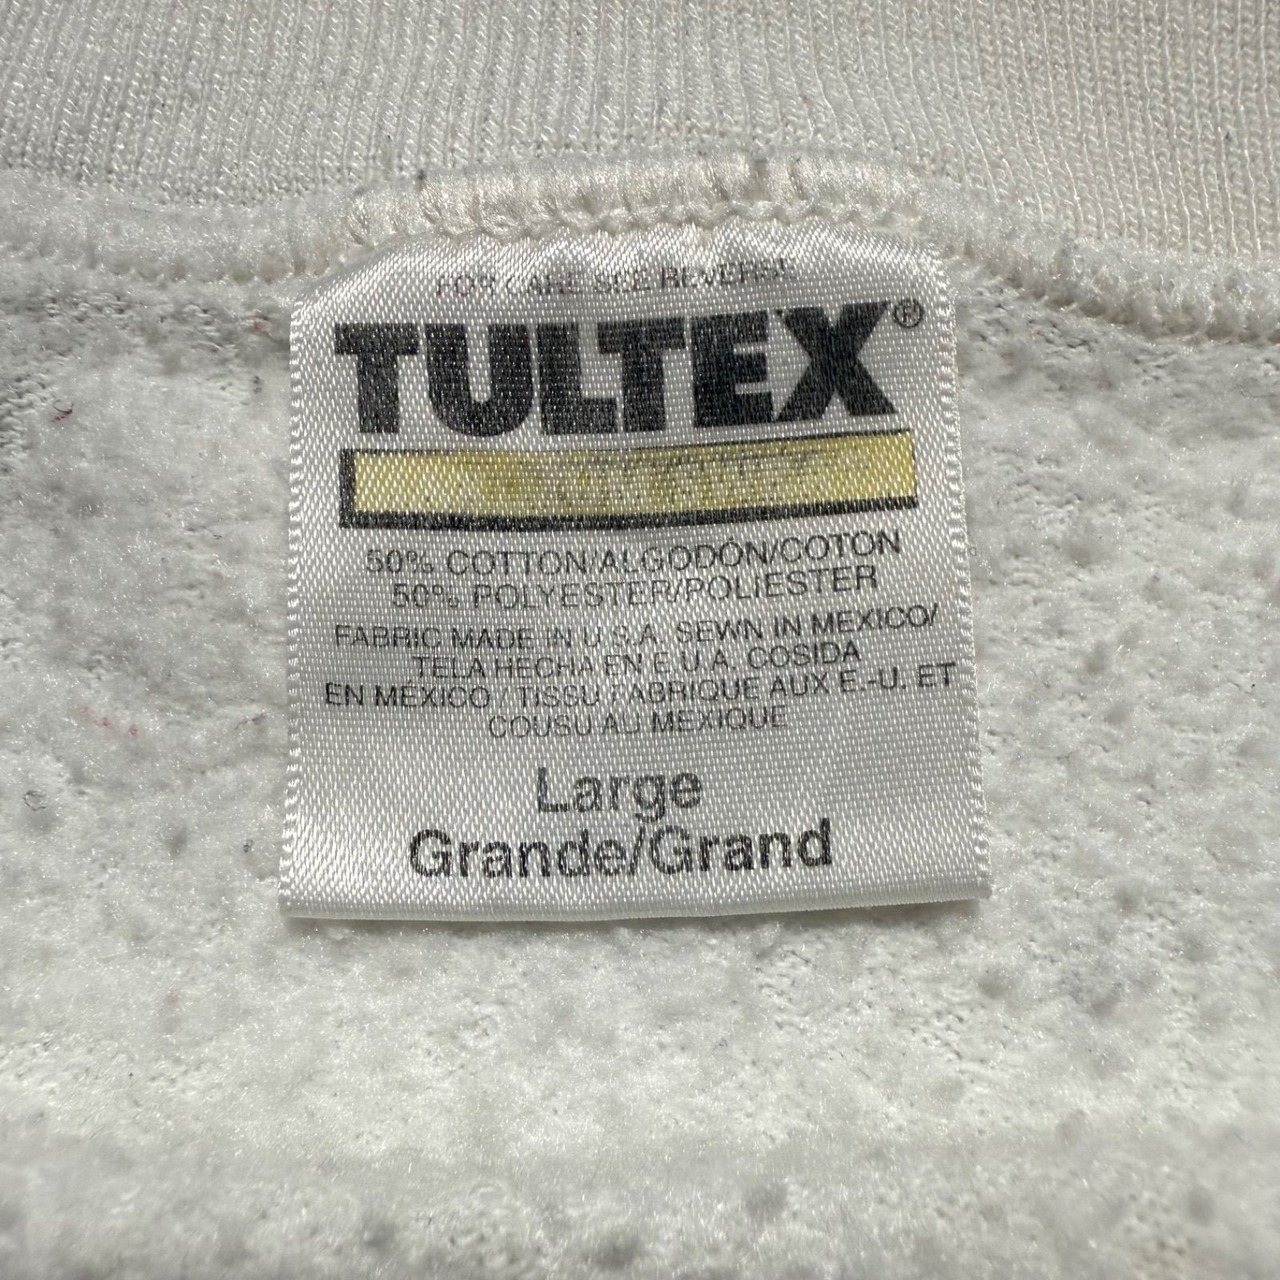 FOR CARE SEE REVERSE
TULTEX®
50% COTTON/ALGODÓN/COTON
50% POLYESTER/POLIESTER
FABRIC MADE IN U.S.A. SEWN IN MEXICO/
TELA HECHA EN E.U.A. COSIDA
EN MÉXICO / TISSU FABRIQUE AUX E.-U. ET
COUSU AU MEXIQUE
Large
Grande/Grand